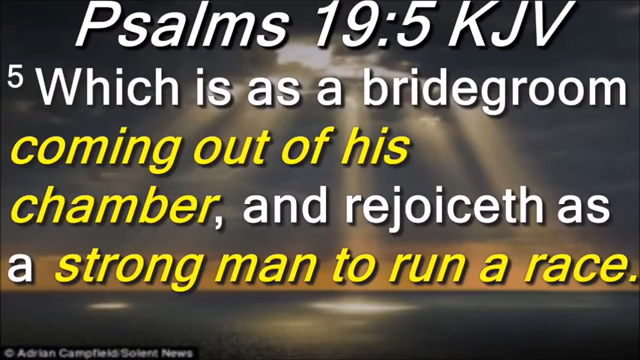 Psalms 19:5 KJV
5 Which is as a bridegroom
coming out of his
chamber, and rejoiceth as
a strong man to run a race.
© Adrian Campfield/Solent News